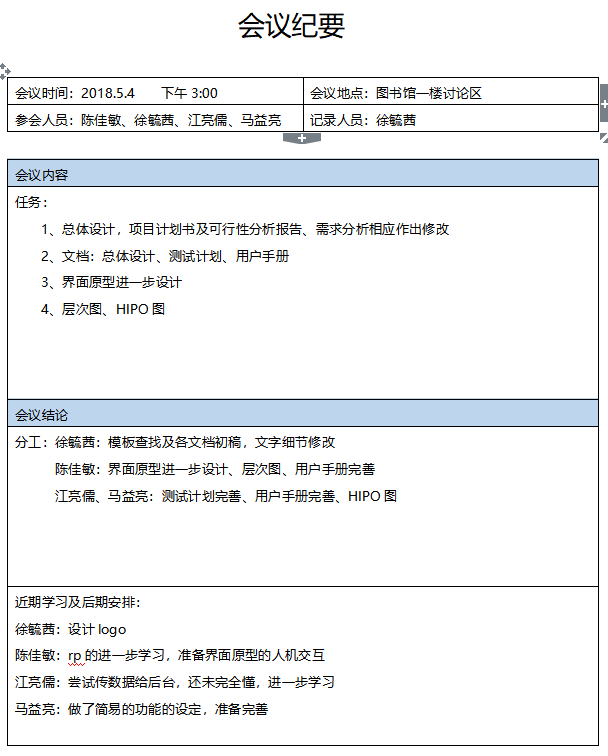 会议纪要
会议时间：2018.5.4 下午 3:00
会议地点：图书馆一楼讨论区
参会人员：陈佳敏、徐毓茜、江亮儒、马益亮
记录人员：徐毓茜
会议内容
任务：
1、总体设计，项目计划书及可行性分析报告、需求分析相应作出修改
2、文档：总体设计、测试计划、用户手册
3、界面原型进一步设计
4、层次图、HIPO 图
会议结论
分工：徐毓茜：模板查找及各文档初稿，文字细节修改
陈佳敏：界面原型进一步设计、层次图、用户手册完善
江亮儒、马益亮：测试计划完善、用户手册完善、HIPO 图
近期学习及后期安排：
徐毓茜：设计 logo
陈佳敏：rp 的进一步学习，准备界面原型的人机交互
江亮儒：尝试传数据给后台，还未完全懂，进一步学习
马益亮：做了简易的功能的设定，准备完善